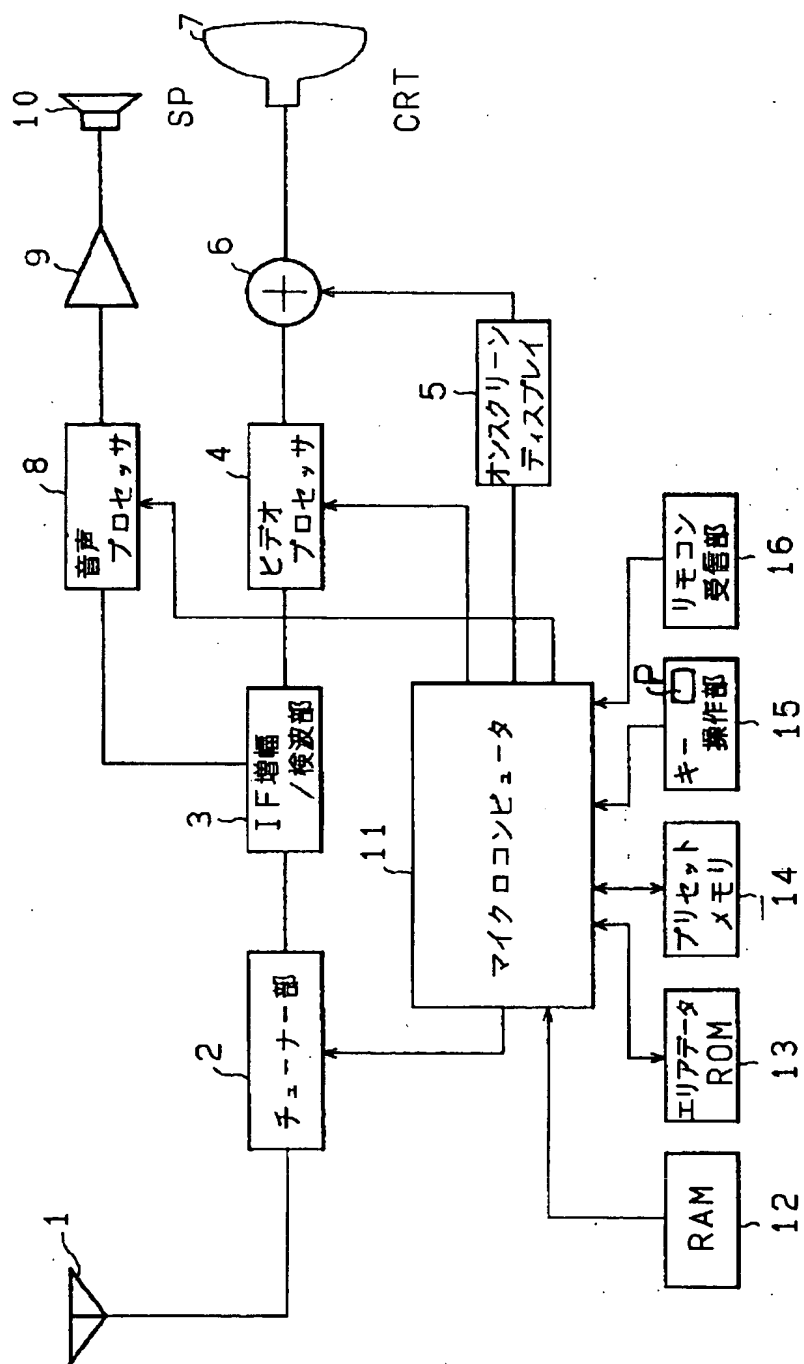 1
2
チューナー部
3
IF増幅
/検波部
8
音声
プロセッサ
9
10
SP
4
ビデオ
プロセッサ
6
7
CRT
5
オンスクリーン
ディスプレイ
11
マイクロコンピュータ
RAM
12
エリアデータ
ROM
13
プリセット
メモリ
14
キー
P
操作部
15
リモコン
受信部
16